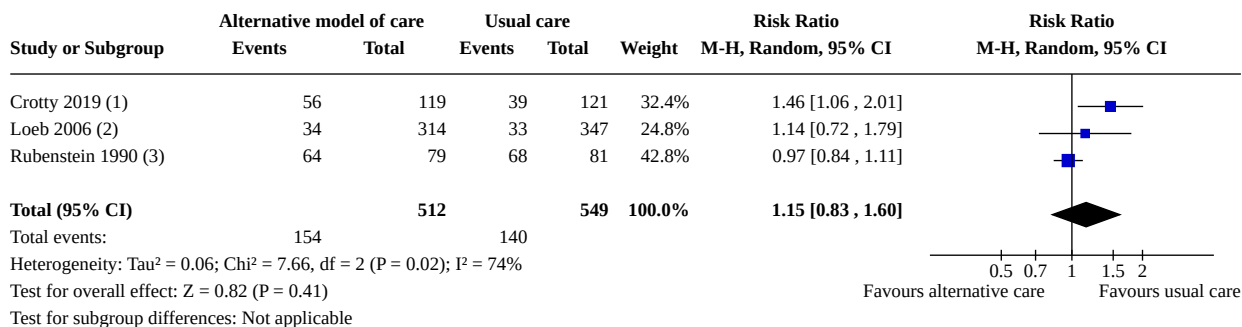 Alternative model of care Usual care Risk Ratio Risk Ratio
Study or Subgroup Events Total Events Total Weight M-H, Random, 95% CI M-H, Random, 95% CI
Crotty 2019 (1) 56 119 39 121 32.4% 1.46 [1.06 , 2.01]
Loeb 2006 (2) 34 314 33 347 24.8% 1.14 [0.72 , 1.79]
Rubenstein 1990 (3) 64 79 68 81 42.8% 0.97 [0.84 , 1.11]
Total (95% CI) 512 549 100.0% 1.15 [0.83 , 1.60]
Total events: 154 140
Heterogeneity: Tau² = 0.06; Chi² = 7.66, df = 2 (P = 0.02); I² = 74%
0.5 0.7 1 1.5 2
Test for overall effect: Z = 0.82 (P = 0.41) Favours alternative care Favours usual care
Test for subgroup differences: Not applicable